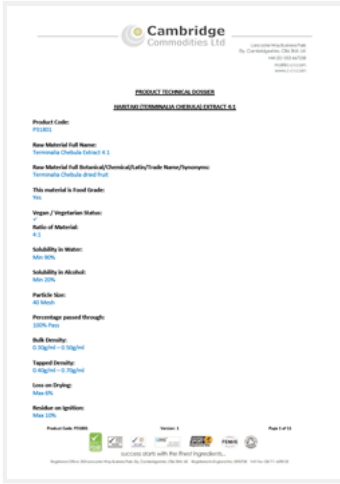 Cambridge
Commodities Ltd
Ely, Cambridgeshire, CB6
PRODUCT TECHNICAL DOSSIER
HARITAKI (TERMINALIA CHEBULA) EXTRACT 4:1
Product Code:
P31801
Raw Material Full Name:
Terminalia Chebula Extract 4:1
Raw Material Full Botanical/Chemical/Latin/Trade Name/Synonyms:
Terminalia Chebula dried fruit
This material is Food Grade:
Yes
Vegan / Vegetarian Status:
✓
Ratio of Material:
4:1
Solubility in Water:
Min 80%
Solubility in Alcohol:
Min 20%
Particle Size:
40 Mesh
Percentage passed through:
100% Pass
Bulk Density:
0.30g/ml – 0.50g/ml
Tapped Density:
0.40g/ml – 0.70g/ml
Loss on Drying:
Max 6%
Residue on Ignition:
Max 10%
Product Code: P31801 Version: 1 Page 1 of 11
FEMAS
success starts with the finest ingredients...